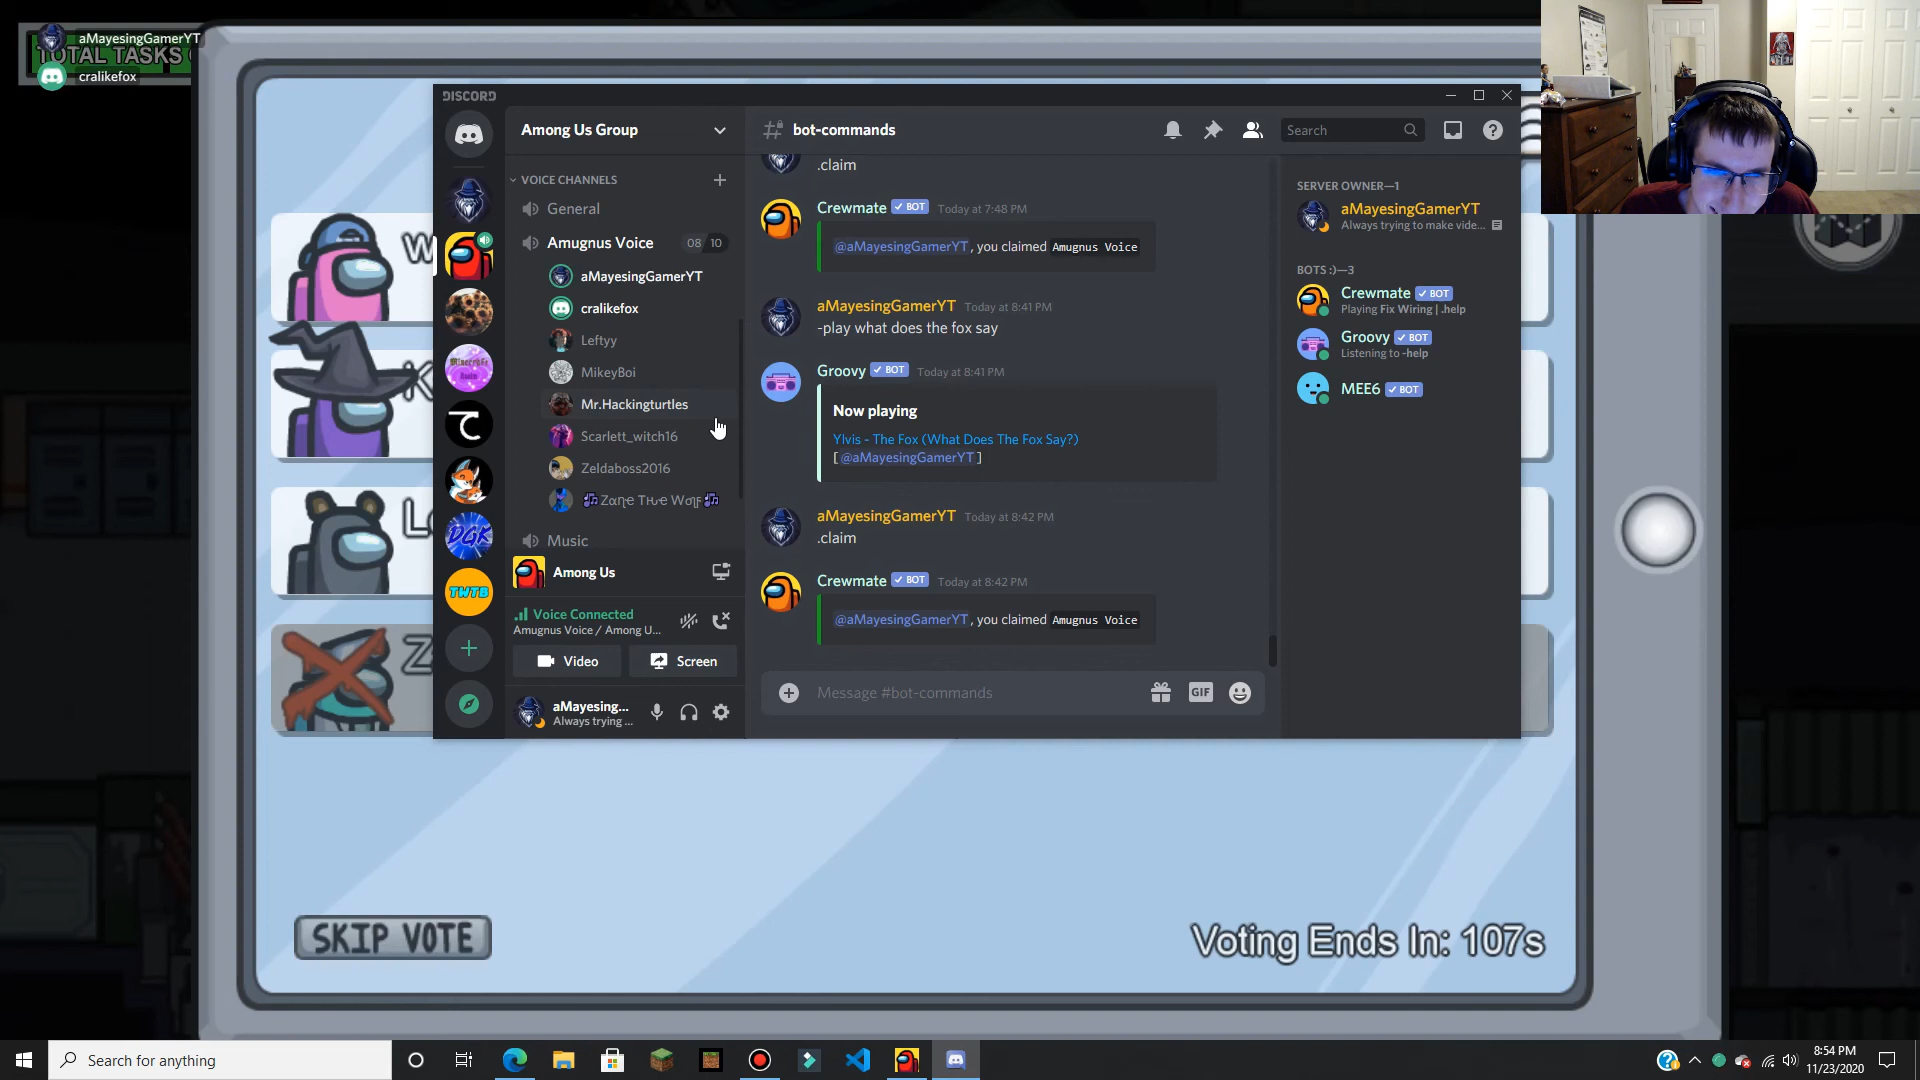 aMayesingGamerYT
TOTAL TASKS
cralikefox
DISCORD
Among Us Group
VOICE CHANNELS
General
Amugnus Voice 08 10
aMayesingGamerYT
cralikefox
Leftyy
MikeyBoi
Mr.Hackingturtles
Scarlett_witch16
Zeldaboss2016
Music
Among Us
Voice Connected
Amugnus Voice / Among U...
Video Screen
aMayesing...
Always trying ...
TWTB
DGK
bot-commands
Search
.claim
Crewmate ✓ BOT Today at 7:48 PM
@aMayesingGamerYT, you claimed Amugnus Voice
aMayesingGamerYT Today at 8:41 PM
-play what does the fox say
Groovy ✓ BOT Today at 8:41 PM
Now playing
Ylvis - The Fox (What Does The Fox Say?)
[@aMayesingGamerYT]
aMayesingGamerYT Today at 8:42 PM
.claim
Crewmate ✓ BOT Today at 8:42 PM
@aMayesingGamerYT, you claimed Amugnus Voice
Message #bot-commands
GIF
SERVER OWNER—1
aMayesingGamerYT
Always trying to make vide...
BOTS :)—3
Crewmate ✓ BOT
Playing Fix Wiring | .help
Groovy ✓ BOT
Listening to -help
MEE6 ✓ BOT
SKIP VOTE
Voting Ends In: 107s
Search for anything
8:54 PM
11/23/2020